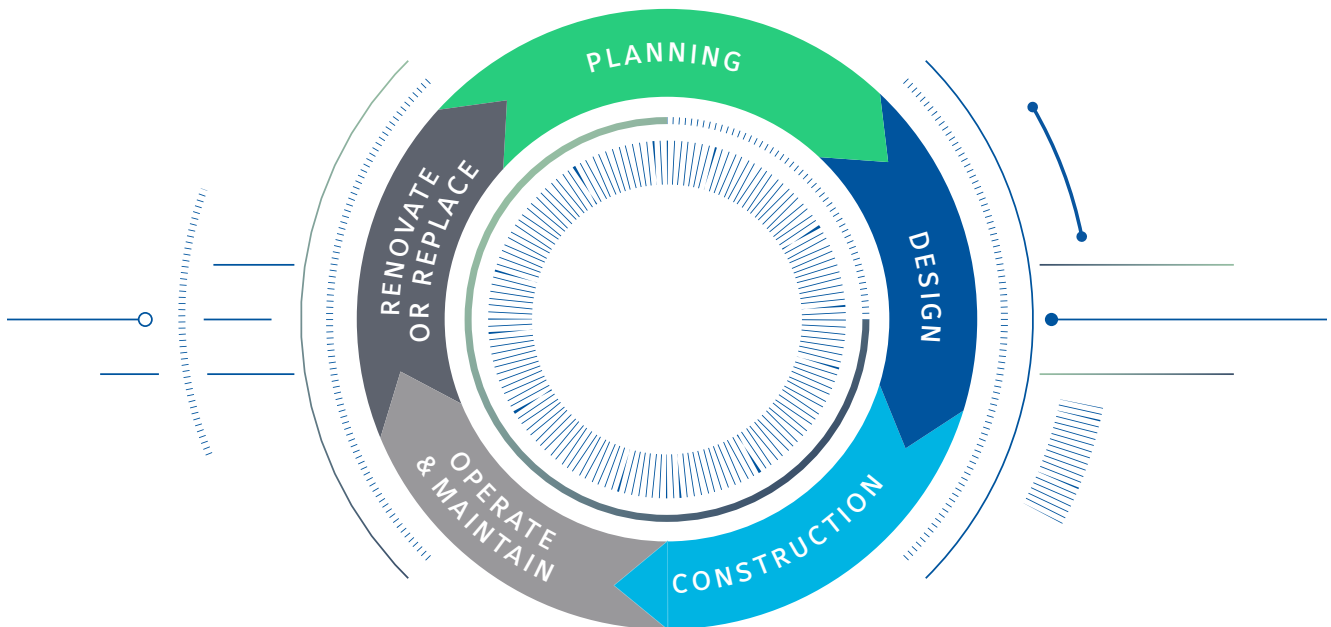 PLANNING
DESIGN
CONSTRUCTION
OPERATE
& MAINTAIN
RENOVATE
OR REPLACE